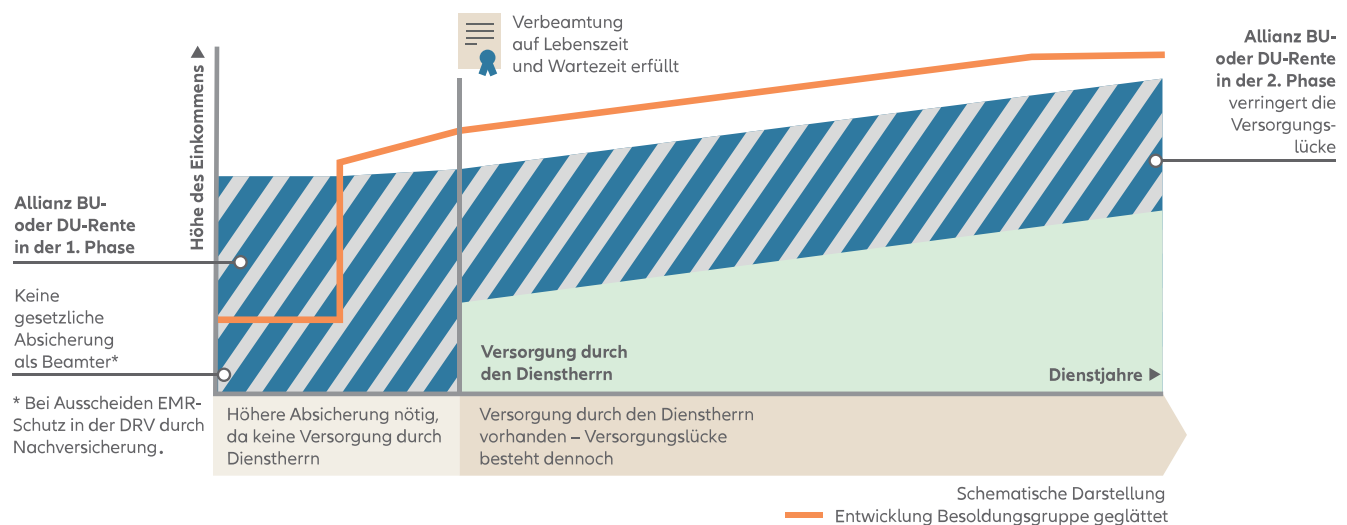 Verbeamtung
auf Lebenszeit
und Wartezeit erfüllt
Allianz BU-
oder DU-Rente
in der 2. Phase
verringert die
Versorgungs-
lücke
Höhe des Einkommens ▲
Allianz BU-
oder DU-Rente
in der 1. Phase
Keine
gesetzliche
Absicherung
als Beamter*
* Bei Ausscheiden EMR-
Schutz in der DRV durch
Nachversicherung.
Versorgung durch
den Dienstherrn
Dienstjahre ▶
Höhere Absicherung nötig,
da keine Versorgung durch
Dienstherrn
Versorgung durch den Dienstherrn
vorhanden – Versorgungslücke
besteht dennoch
Schematische Darstellung
Entwicklung Besoldungsgruppe geglättet